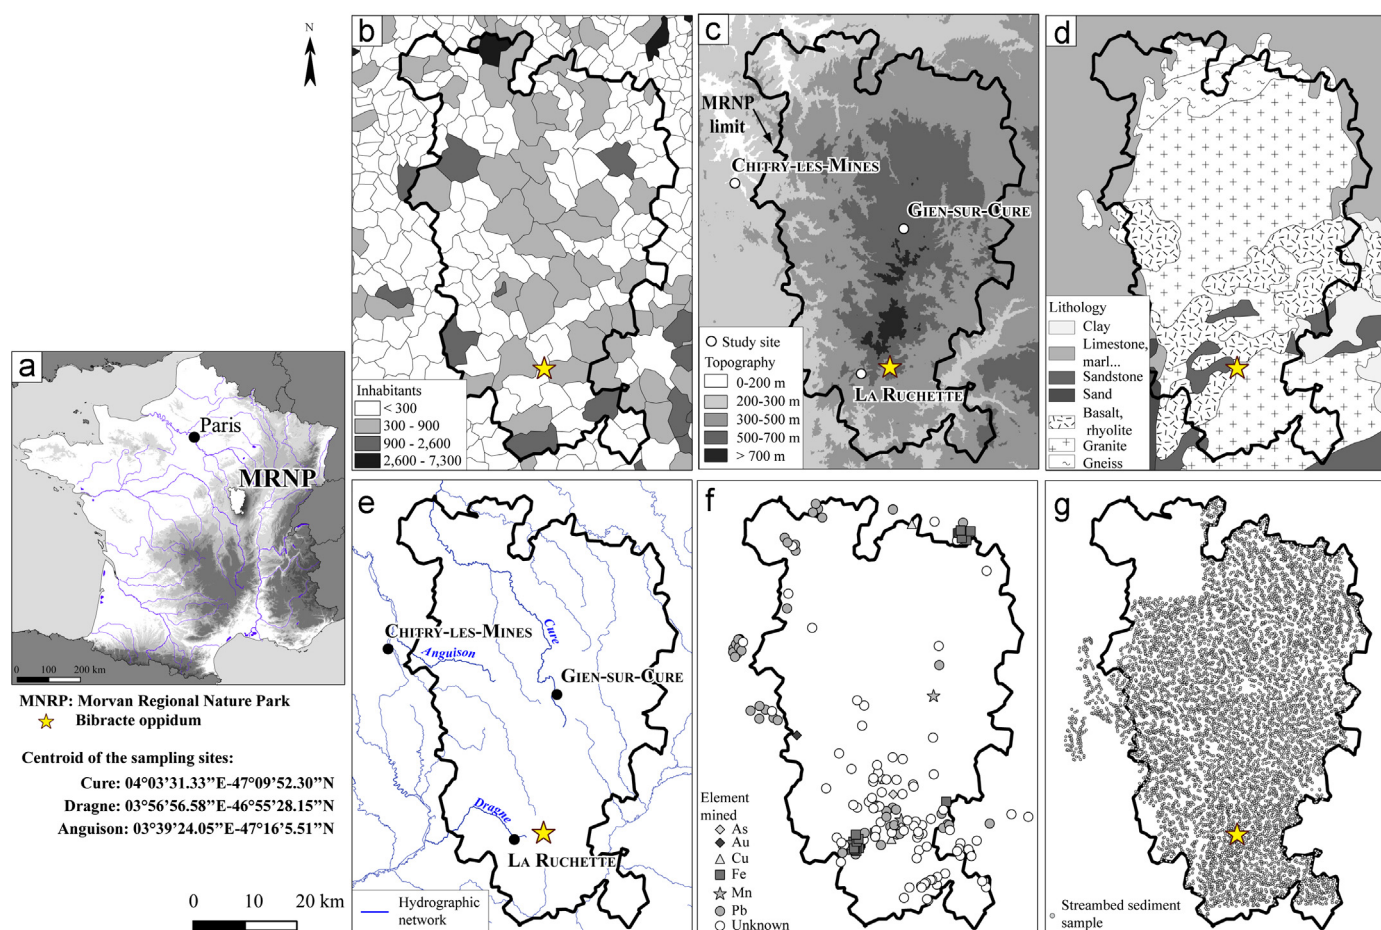 N
a
Paris
MRNP
0 100 200 km
MNRP: Morvan Regional Nature Park
Bibracte oppidum
Centroid of the sampling sites:
Cure: 04°03’31.33”E-47°09’52.30”N
Dragne: 03°56’56.58”E-46°55’28.15”N
Anguison: 03°39’24.05”E-47°16’5.51”N
0 10 20 km
b
Inhabitants
< 300
300 - 900
900 - 2,600
2,600 - 7,300
c
MRNP
limit
Chitry-les-Mines
Gien-sur-Cure
La Ruchette
Study site
Topography
0-200 m
200-300 m
300-500 m
500-700 m
> 700 m
d
Lithology
Clay
Limestone,
marl...
Sandstone
Sand
Basalt,
rhyolite
Granite
Gneiss
e
Chitry-les-Mines
Anguison
Cure
Gien-sur-Cure
Dragne
La Ruchette
Hydrographic
network
f
Element
mined
As
Au
Cu
Fe
Mn
Pb
Unknown
g
Streambed sediment
sample